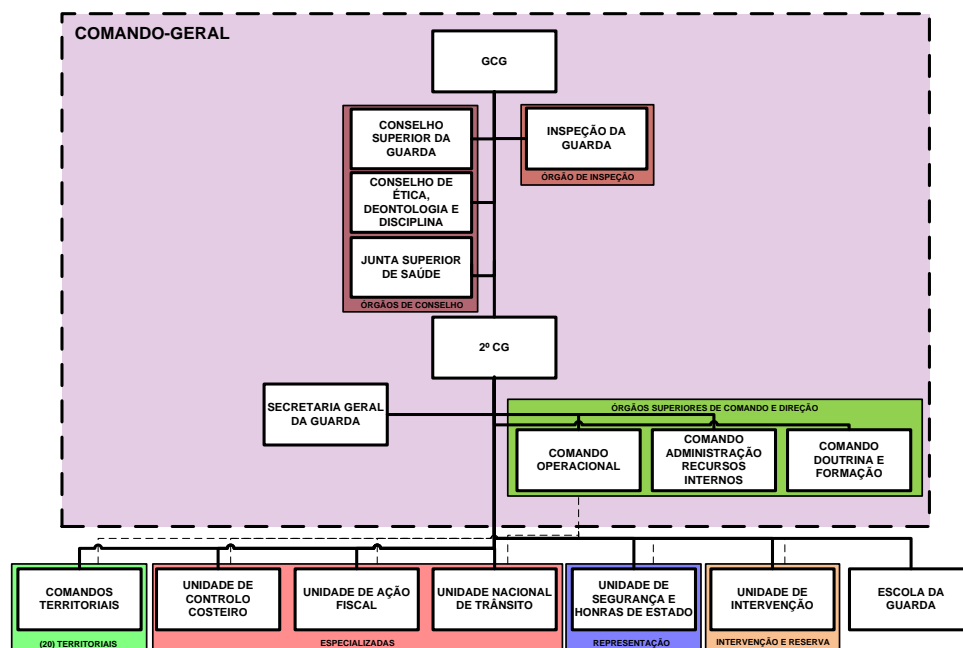 COMANDO-GERAL
GCG
CONSELHO
SUPERIOR DA
GUARDA
INSPEÇÃO DA
GUARDA
ÓRGÃO DE INSPEÇÃO
CONSELHO DE
ÉTICA,
DEONTOLOGIA E
DISCIPLINA
JUNTA SUPERIOR
DE SAÚDE
ÓRGÃOS DE CONSELHO
2º CG
SECRETARIA GERAL
DA GUARDA
ÓRGÃOS SUPERIORES DE COMANDO E DIREÇÃO
COMANDO
OPERACIONAL
COMANDO
ADMINISTRAÇÃO
RECURSOS
INTERNOS
COMANDO
DOUTRINA E
FORMAÇÃO
COMANDOS
TERRITORIAIS
(20) TERRITORIAIS
UNIDADE DE
CONTROLO
COSTEIRO
UNIDADE DE AÇÃO
FISCAL
UNIDADE NACIONAL
DE TRÂNSITO
ESPECIALIZADAS
UNIDADE DE
SEGURANÇA E
HONRAS DE ESTADO
REPRESENTAÇÃO
UNIDADE DE
INTERVENÇÃO
INTERVENÇÃO E RESERVA
ESCOLA DA
GUARDA